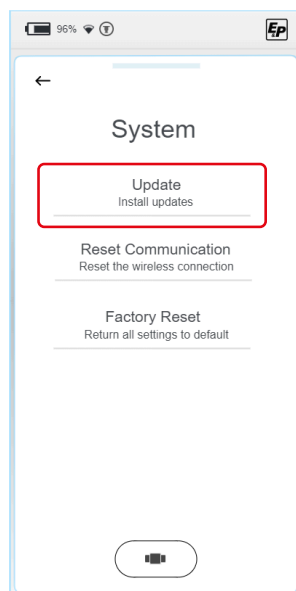 96%
EP
System
Update
Install updates
Reset Communication
Reset the wireless connection
Factory Reset
Return all settings to default